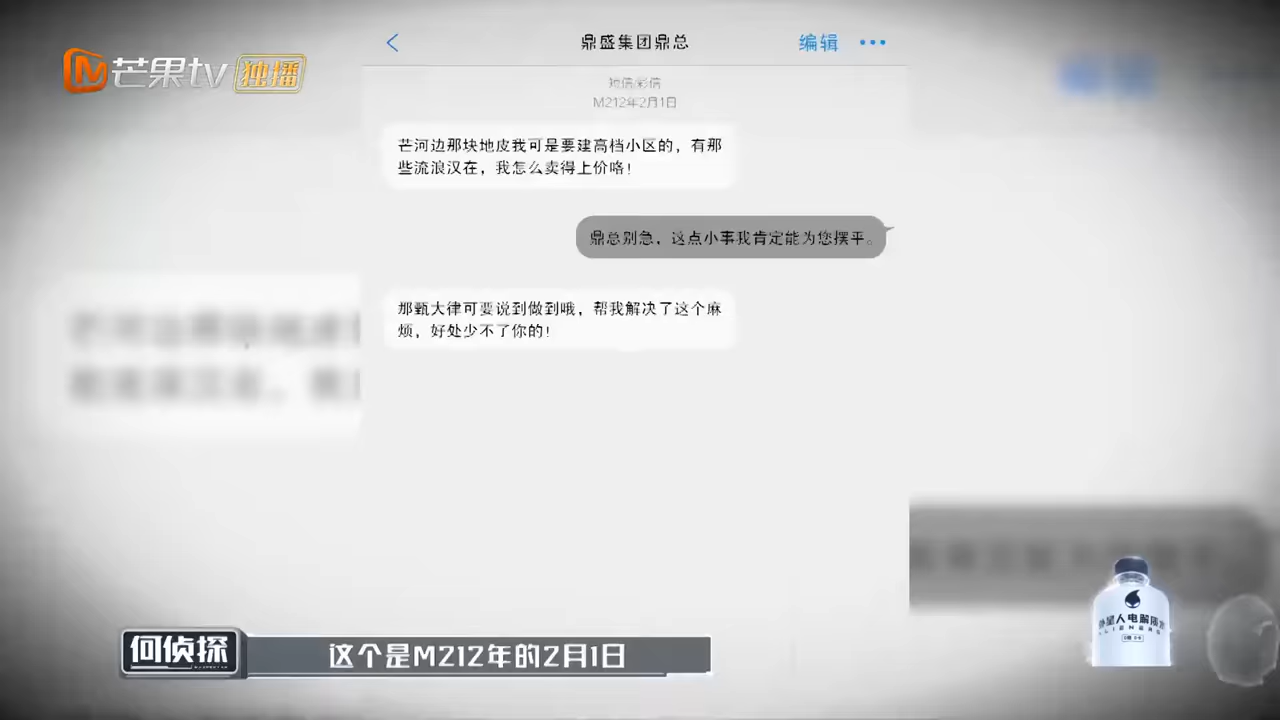 芒果tv 独播
鼎盛集团鼎总
编辑
短信/彩信
M212年2月1日
芒河边那块地皮我可是要建高档小区的，有那
些流浪汉在，我怎么卖得上价咯！
鼎总别急，这点小事我肯定能为您摆平。
那甄大律可要说到做到哦，帮我解决了这个麻
烦，好处少不了你的！
外星人电解质水
ALIENERGY
何侦探
这个是M212年的2月1日